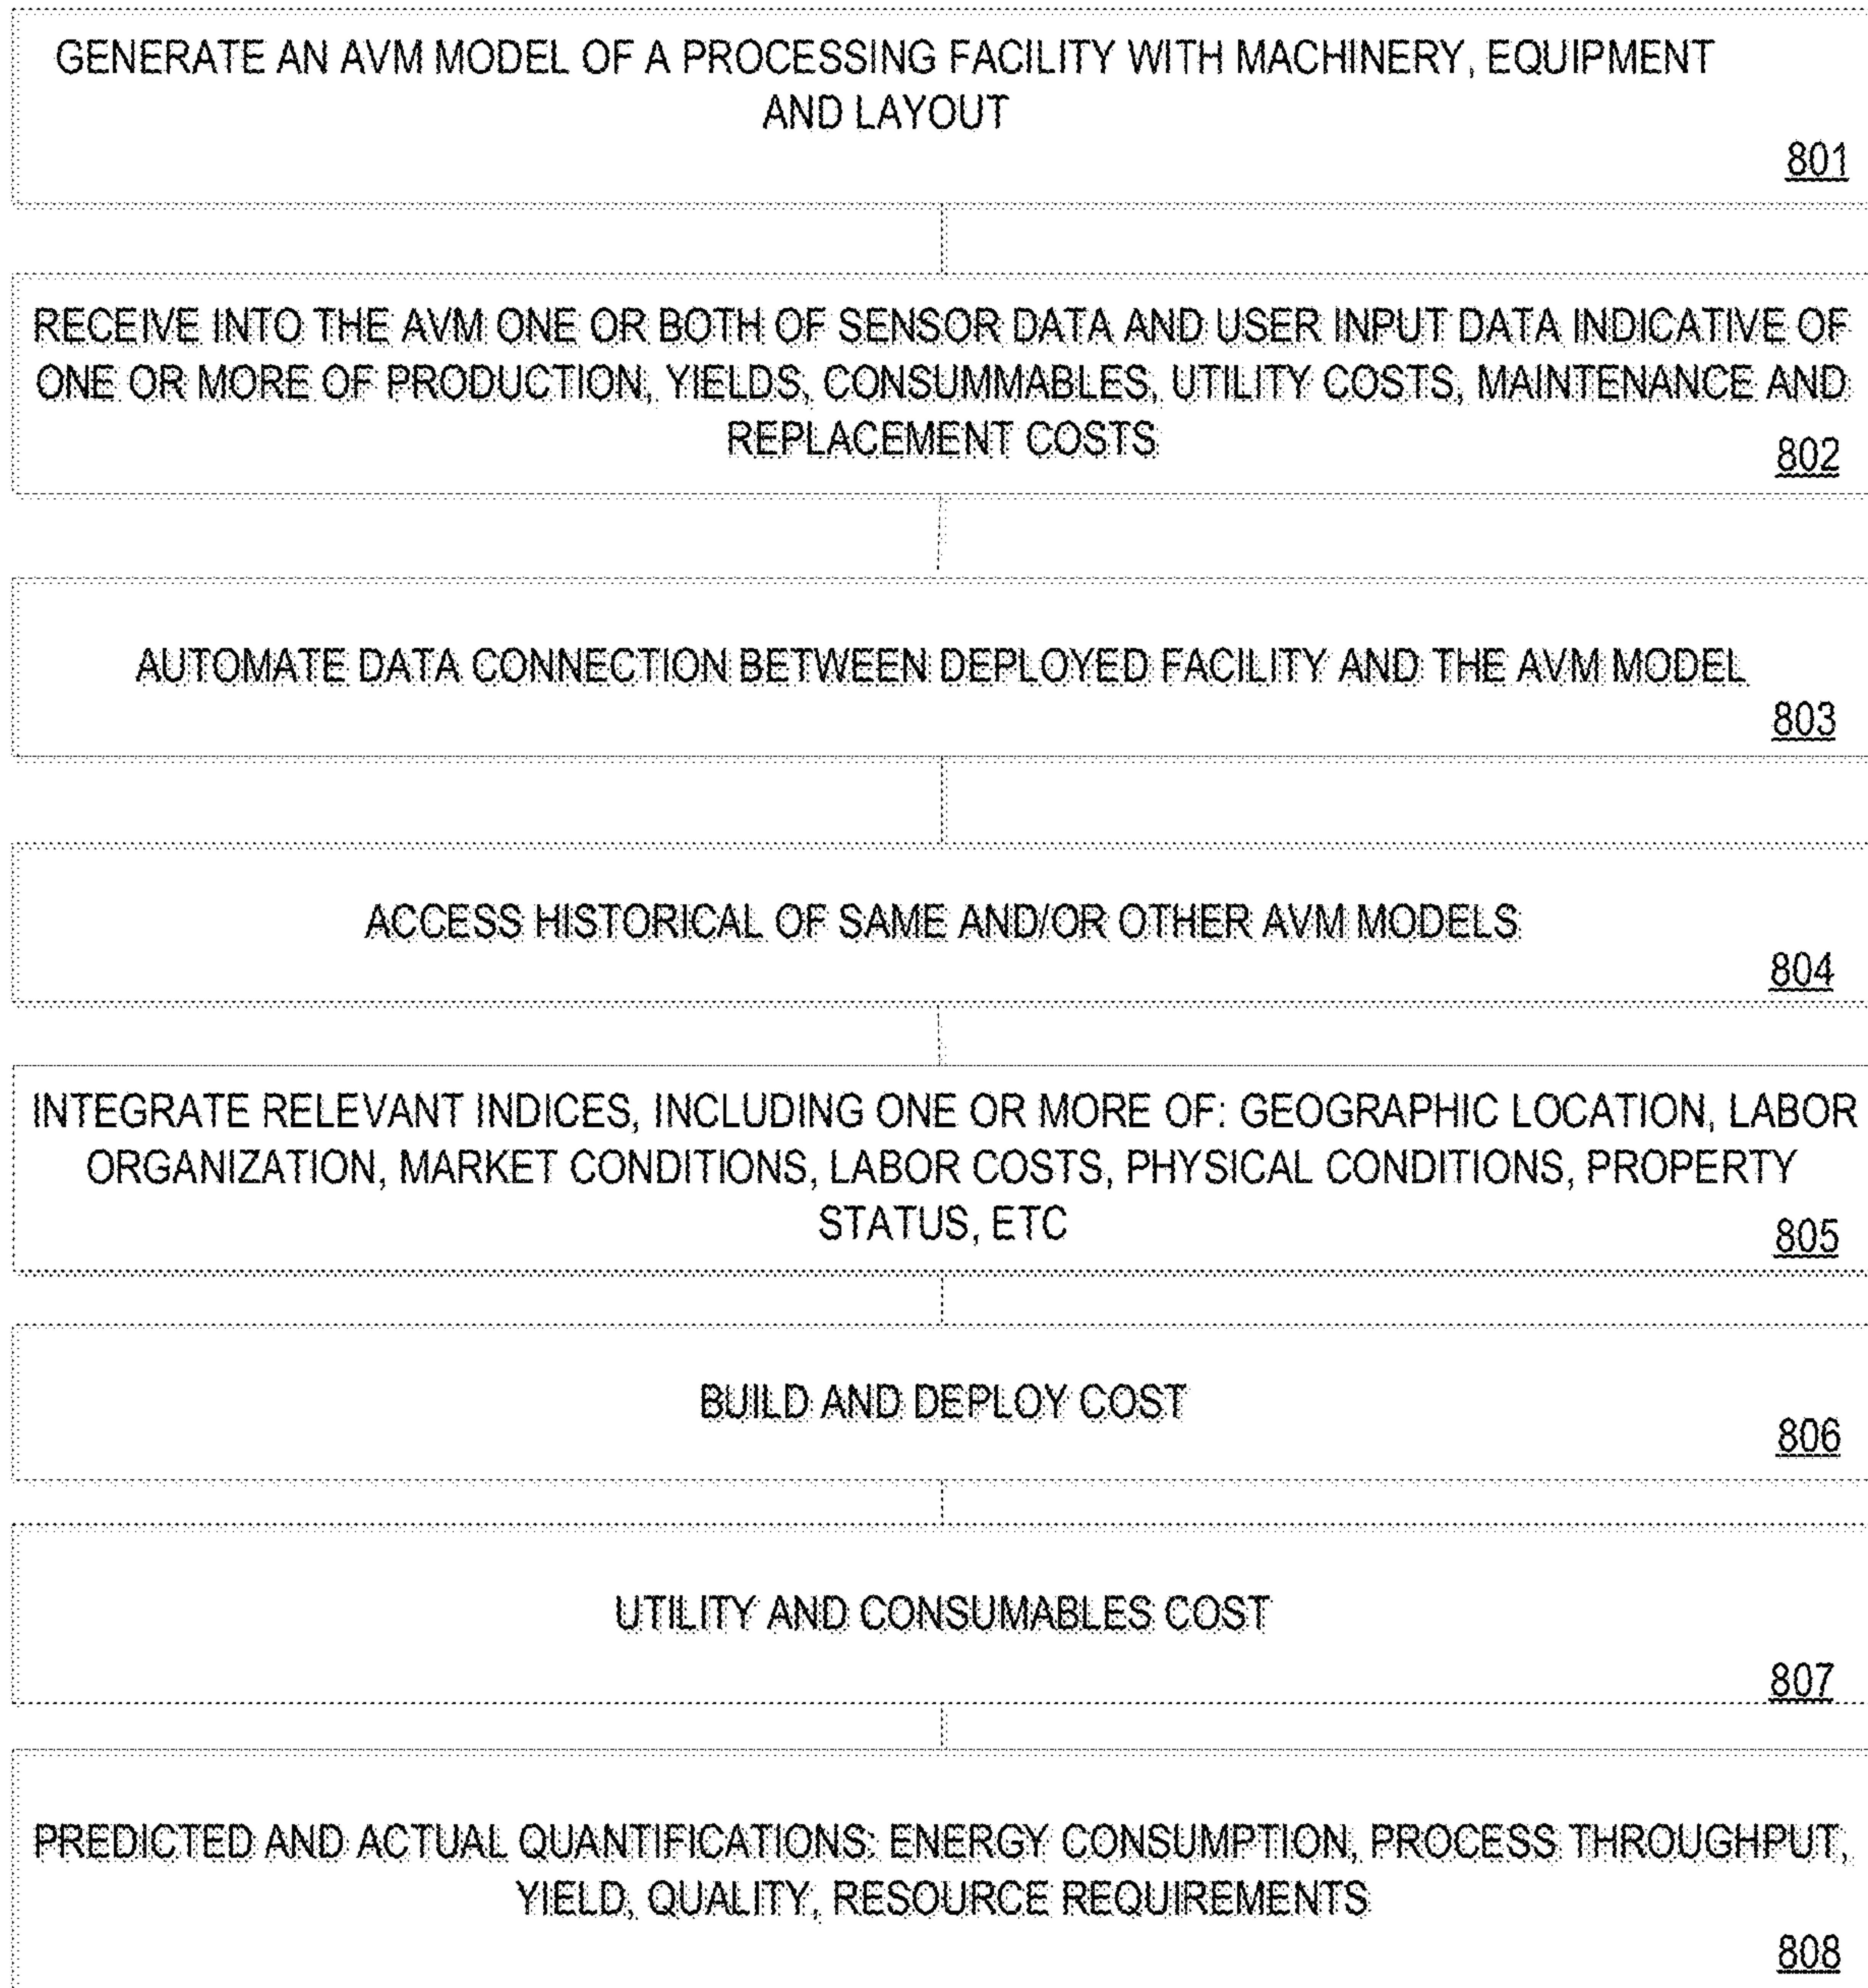 GENERATE AN AVM MODEL OF A PROCESSING FACILITY WITH MACHINERY, EQUIPMENT
AND LAYOUT
801
RECEIVE INTO THE AVM ONE OR BOTH OF SENSOR DATA AND USER INPUT DATA INDICATIVE OF
ONE OR MORE OF PRODUCTION, YIELDS, CONSUMMABLES, UTILITY COSTS, MAINTENANCE AND
REPLACEMENT COSTS
802
AUTOMATE DATA CONNECTION BETWEEN DEPLOYED FACILITY AND THE AVM MODEL
803
ACCESS HISTORICAL OF SAME AND/OR OTHER AVM MODELS
804
INTEGRATE RELEVANT INDICES, INCLUDING ONE OR MORE OF: GEOGRAPHIC LOCATION, LABOR
ORGANIZATION, MARKET CONDITIONS, LABOR COSTS, PHYSICAL CONDITIONS, PROPERTY
STATUS, ETC
805
BUILD AND DEPLOY COST
806
UTILITY AND CONSUMABLES COST
807
PREDICTED AND ACTUAL QUANTIFICATIONS: ENERGY CONSUMPTION, PROCESS THROUGHPUT,
YIELD, QUALITY, RESOURCE REQUIREMENTS
808